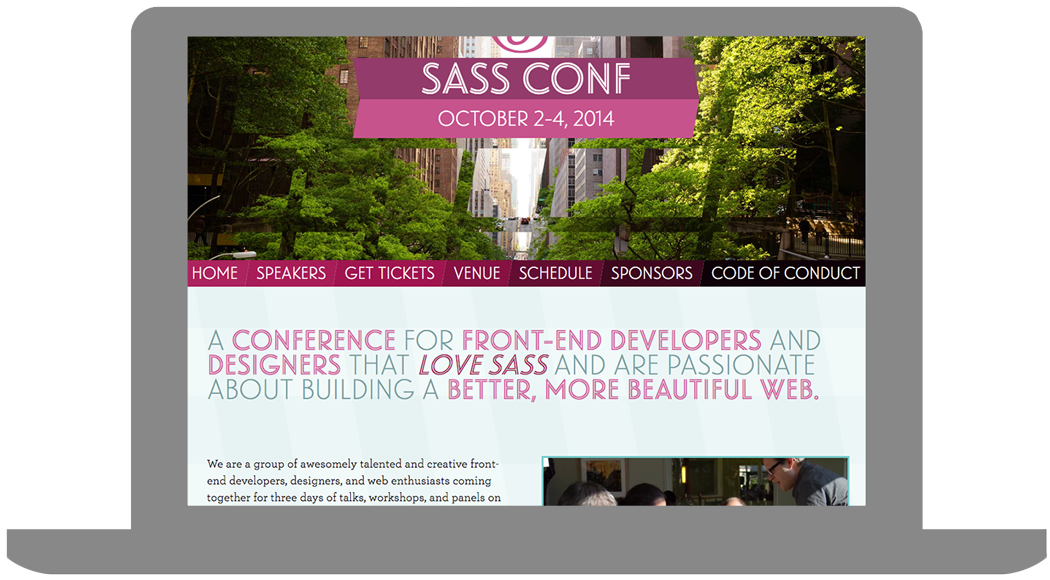 SASS CONF
OCTOBER 2-4, 2014
HOME SPEAKERS GET TICKETS VENUE SCHEDULE SPONSORS CODE OF CONDUCT
A CONFERENCE FOR FRONT-END DEVELOPERS AND
DESIGNERS THAT LOVE SASS AND ARE PASSIONATE
ABOUT BUILDING A BETTER, MORE BEAUTIFUL WEB.
We are a group of awesomely talented and creative front-
end developers, designers, and web enthusiasts coming
together for three days of talks, workshops, and panels on